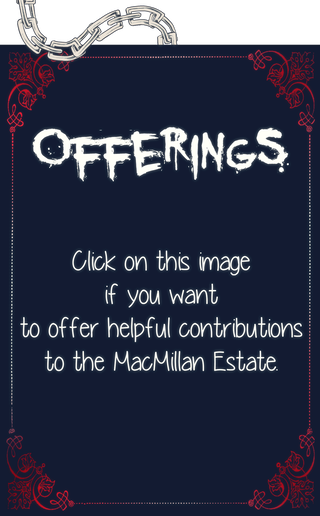 OFFERINGS
Click on this image
if you want
to offer helpful contributions
to the MacMillan Estate.